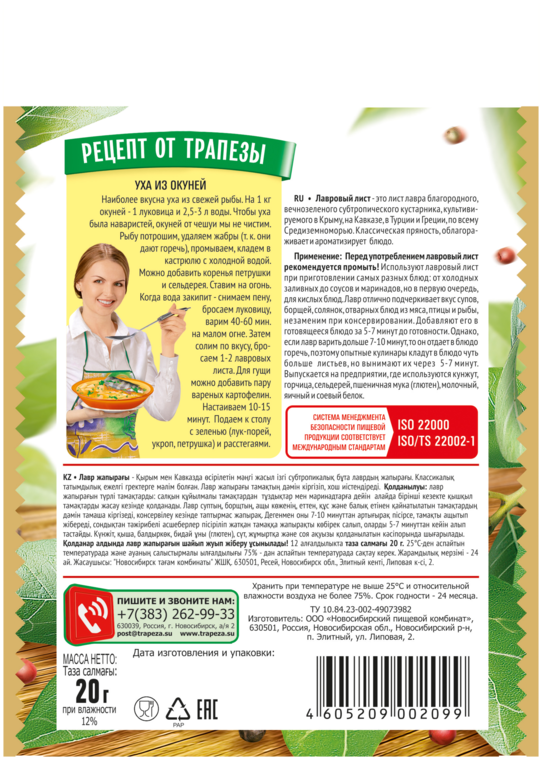 РЕЦЕПТ ОТ ТРАПЕЗЫ
УХА ИЗ ОКУНЕЙ
Наиболее вкусна уха из свежей рыбы. На 1 кг
окуней - 1 луковица и 2,5-3 л воды. Чтобы уха
была наваристей, окуней от чешуи мы не чистим.
Рыбу потрошим, удаляем жабры (т. к. они
дают горечь), промываем, кладем в
кастрюлю с холодной водой.
Можно добавить коренья петрушки
и сельдерея. Ставим на огонь.
Когда вода закипит - снимаем пену,
бросаем луковицу,
варим 40-60 мин.
на малом огне. Затем
солим по вкусу, бро-
саем 1-2 лавровых
листа. Для гущи
можно добавить пару
вареных картофелин.
Настаиваем 10-15
минут. Подаем к столу
с зеленью (лук-порей,
укроп, петрушка) и расстегаями.
RU • Лавровый лист - это лист лавра благородного,
вечнозеленого субтропического кустарника, культиви-
руемого в Крыму, на Кавказе, в Турции и Греции, по всему
Средиземноморью. Классическая пряность, облагора-
живает и ароматизирует блюдо.
Применение: Перед употреблением лавровый лист
рекомендуется промыть! Используют лавровый лист
при приготовлении самых разных блюд: от холодных
заливных до соусов и маринадов, но в первую очередь,
для кислых блюд. Лавр отлично подчеркивает вкус супов,
борщей, солянок, отварных блюд из мяса, птицы и рыбы,
незаменим при консервировании. Добавляют его в
готовящееся блюдо за 5-7 минут до готовности. Однако,
если лавр варить дольше 7-10 минут, то он отдает в блюдо
горечь, поэтому опытные кулинары кладут в блюдо чуть
больше листьев, но вынимают их через 5-7 минут.
Выпускается на предприятии, где используются кунжут,
горчица, сельдерей, пшеничная мука (глютен), молочный,
яичный и соевый белок.
СИСТЕМА МЕНЕДЖМЕНТА
БЕЗОПАСНОСТИ ПИЩЕВОЙ
ПРОДУКЦИИ СООТВЕТСТВУЕТ
МЕЖДУНАРОДНЫМ СТАНДАРТАМ
ISO 22000
ISO/TS 22002-1
KZ • Лавр жапырағы - Қырым мен Кавказда өсірілетін мәңгі жасыл ізгі субтропикалық бұта лаврдың жапырағы. Классикалық
татымдылық ежелгі гректерге мәлім болған. Лавр жапырағы тамақтың дәмін кіргізіп, хош иістендіреді. Қолданылуы: лавр
жапырағын түрлі тамақтарды: салқын құйылмалы тамақтардан тұздықтар мен маринадтарға дейін алайда бірінші кезекте қышқыл
тамақтарды жасау кезінде қолданады. Лавр сүптың, борщтың, ащы көженің, еттен, құс және балық етінен қайнатылатын тамақтардың
дәмін тамаша кіргізеді, консервілеу кезінде таптырмас жапырақ. Дегенмен оны 7-10 минуттан артығырақ пісірсе, тамақты ащытып
жібереді, сондықтан тәжірибелі асшеберлер пісіріліп жатқан тамаққа жапырақты көбірек салып, оларды 5-7 минуттан кейін алып
тастайды. Күнжіт, қыша, балдыркөк, бидай ұны (глютен), сүт, жұмыртқа және соя ақуызы қолданылатын кәсіпорында шығарылады.
Қолданар алдында лавр жапырағын шайып жуып жіберу ұсынылады! 12 ылғалдылықта таза салмағы 20 г. 25°С-ден аспайтын
температурада және ауаның салыстырмалы ылғалдылығы 75% - дан аспайтын температурада сақтау керек. Жарамдылық мерзімі - 24
ай. Жасаушысы: "Новосибирск тағам комбинаты" ЖШҚ, 630501, Ресей, Новосибирск обл., Элитный кенті, Липовая к-сі, 2.
ПИШИТЕ И ЗВОНИТЕ НАМ:
+7(383) 262-99-33
630039, Россия, г. Новосибирск, а/я 2
post@trapeza.su www.trapeza.su
Хранить при температуре не выше 25°С и относительной
влажности воздуха не более 75%. Срок годности - 24 месяца.
ТУ 10.84.23-002-49073982
Изготовитель: ООО «Новосибирский пищевой комбинат»,
630501, Россия, Новосибирская обл., Новосибирский р-н,
п. Элитный, ул. Липовая, 2.
МАССА НЕТТО:
Таза салмағы:
20 г
при влажности
12%
Дата изготовления и упаковки:
PAP
EAC
4 605209 002099